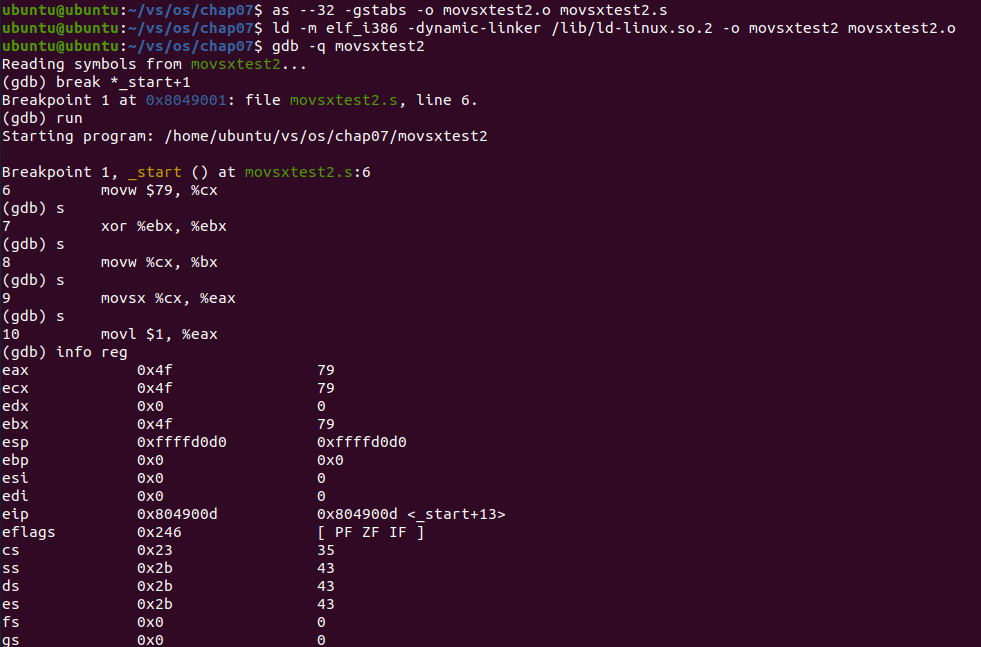 ubuntu@ubuntu:~/vs/os/chap07$ as --32 -gstabs -o movsxtest2.o movsxtest2.s
ubuntu@ubuntu:~/vs/os/chap07$ ld -m elf_i386 -dynamic-linker /lib/ld-linux.so.2 -o movsxtest2 movsxtest2.o
ubuntu@ubuntu:~/vs/os/chap07$ gdb -q movsxtest2
Reading symbols from movsxtest2...
(gdb) break *_start+1
Breakpoint 1 at 0x8049001: file movsxtest2.s, line 6.
(gdb) run
Starting program: /home/ubuntu/vs/os/chap07/movsxtest2

Breakpoint 1, _start () at movsxtest2.s:6
6          movw $79, %cx
(gdb) s
7          xor %ebx, %ebx
(gdb) s
8          movw %cx, %bx
(gdb) s
9          movsx %cx, %eax
(gdb) s
10         movl $1, %eax
(gdb) info reg
eax            0x4f                79
ecx            0x4f                79
edx            0x0                 0
ebx            0x4f                79
esp            0xffffd0d0          0xffffd0d0
ebp            0x0                 0x0
esi            0x0                 0
edi            0x0                 0
eip            0x804900d           0x804900d <_start+13>
eflags         0x246               [ PF ZF IF ]
cs             0x23                35
ss             0x2b                43
ds             0x2b                43
es             0x2b                43
fs             0x0                 0
gs             0x0                 0